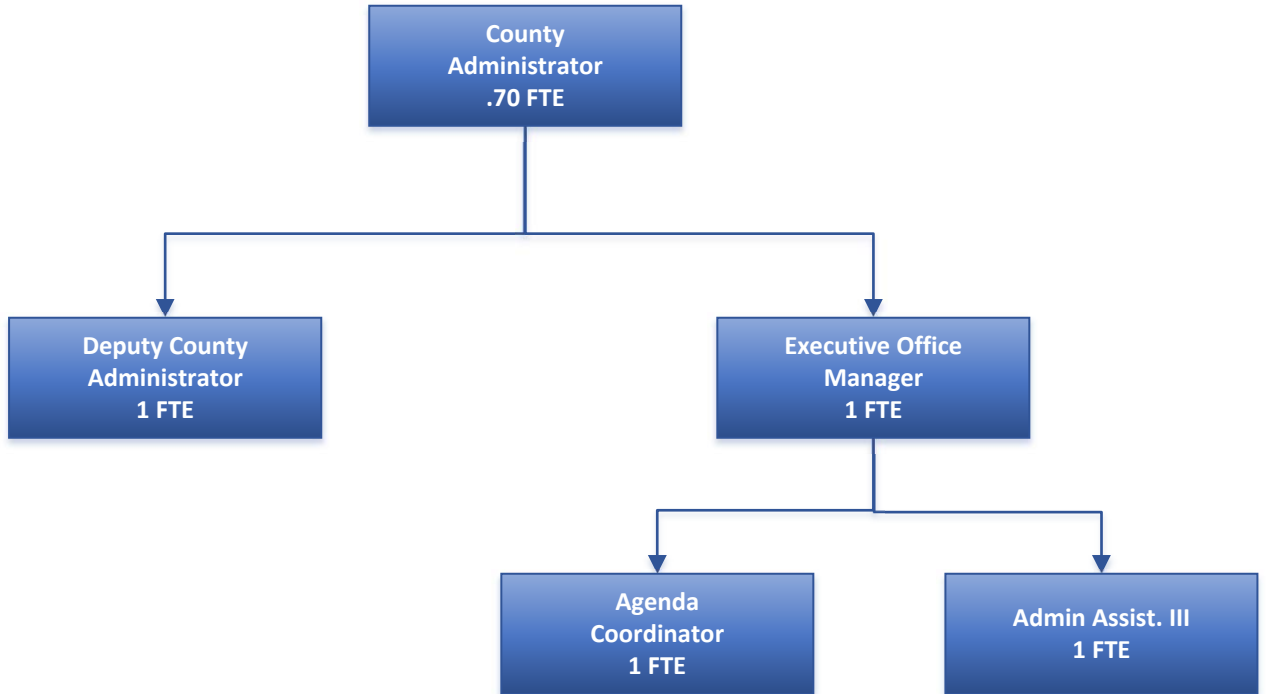 County
Administrator
.70 FTE
Deputy County
Administrator
1 FTE
Executive Office
Manager
1 FTE
Agenda
Coordinator
1 FTE
Admin Assist. III
1 FTE